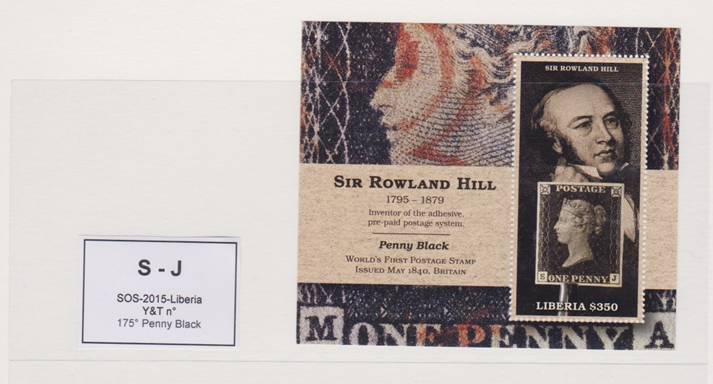 SIR ROWLAND HILL
SIR ROWLAND HILL
1795 – 1879
Inventor of the adhesive,
pre-paid postage system.
Penny Black
WORLD'S FIRST POSTAGE STAMP
ISSUED MAY 1840, BRITAIN
POSTAGE
S ONE PENNY J
LIBERIA $350
M ONE PENNY A
S - J
SOS-2015-Liberia
Y&T n°
175° Penny Black